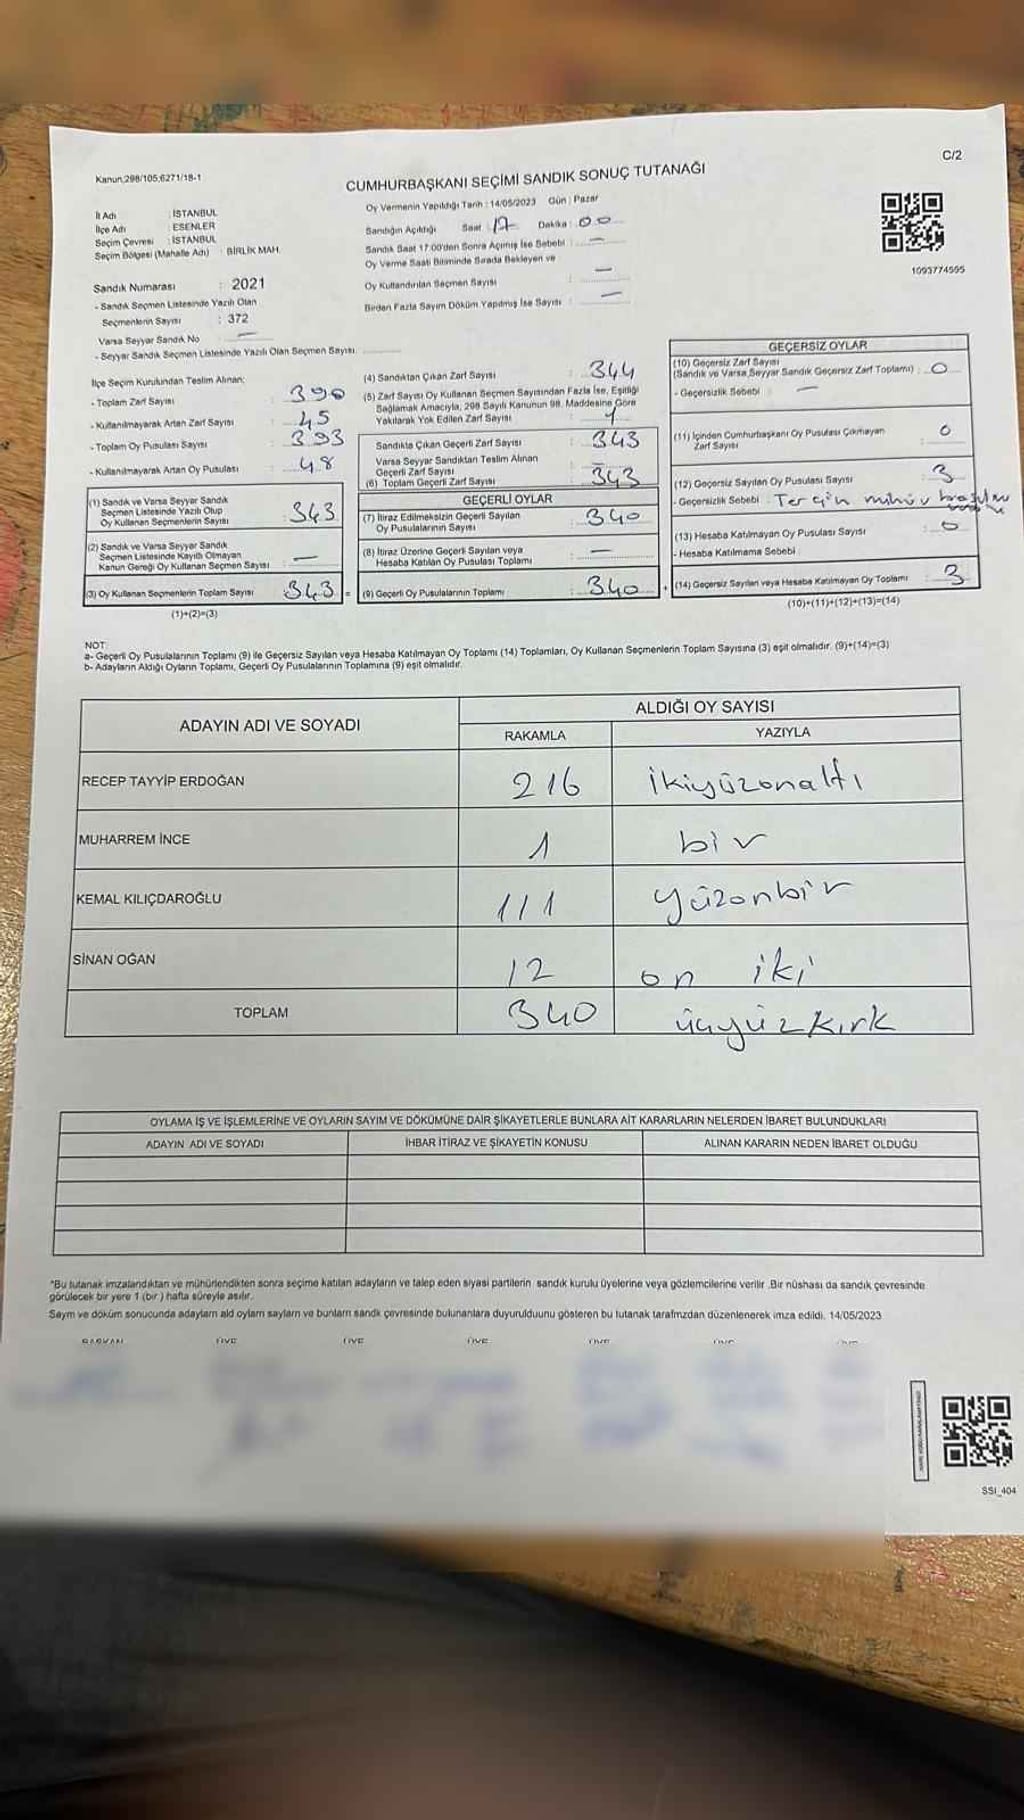 C/2
Kanun;298/105,6271/18-1
CUMHURBAŞKANI SEÇİMİ SANDIK SONUÇ TUTANAĞI
İl Adı : İSTANBUL
İlçe Adı : ESENLER
Seçim Çevresi : İSTANBUL
Seçim Bölgesi (Mahalle Adı) : BİRLİK MAH.
Sandık Numarası : 2021
- Sandık Seçmen Listesinde Yazılı Olan
Seçmenlerin Sayısı : 372
Varsa Seyyar Sandık No —
- Seyyar Sandık Seçmen Listesinde Yazılı Olan Seçmen Sayısı
Oy Vermenin Yapıldığı Tarih : 14/05/2023 Gün : Pazar
Sandığın Açıldığı Saat 17 Dakika : 00
Sandık Saat 17:00'den Sonra Açılmış İse Sebebi : —
Oy Verme Saati Bitiminde Sırada Bekleyen ve
Oy Kullandırılan Seçmen Sayısı : —
Birden Fazla Sayım Döküm Yapılmış İse Sayısı : —
1093774595
İlçe Seçim Kurulundan Teslim Alınan;
- Toplam Zarf Sayısı : 390
- Kullanılmayarak Artan Zarf Sayısı : 45
- Toplam Oy Pusulası Sayısı : 393
- Kullanılmayarak Artan Oy Pusulası : 48
(1) Sandık ve Varsa Seyyar Sandık
Seçmen Listesinde Yazılı Olup
Oy Kullanan Seçmenlerin Sayısı : 343
(2) Sandık ve Varsa Seyyar Sandık
Seçmen Listesinde Kayıtlı Olmayan
Kanun Gereği Oy Kullanan Seçmen Sayısı : —
(3) Oy Kullanan Seçmenlerin Toplam Sayısı : 343 =
(1)+(2)=(3)
(4) Sandıktan Çıkan Zarf Sayısı : 344
(5) Zarf Sayısı Oy Kullanan Seçmen Sayısından Fazla İse, Eşitliği
Sağlamak Amacıyla, 298 Sayılı Kanunun 98. Maddesine Göre
Yakılarak Yok Edilen Zarf Sayısı : 1
Sandıkta Çıkan Geçerli Zarf Sayısı : 343
Varsa Seyyar Sandıktan Teslim Alınan
Geçerli Zarf Sayısı : —
(6) Toplam Geçerli Zarf Sayısı : 343
GEÇERLİ OYLAR
(7) İtiraz Edilmeksizin Geçerli Sayılan
Oy Pusulalarının Sayısı : 340
(8) İtiraz Üzerine Geçerli Sayılan veya
Hesaba Katılan Oy Pusulası Toplamı : —
(9) Geçerli Oy Pusulalarının Toplamı : 340 +
GEÇERSİZ OYLAR
(10) Geçersiz Zarf Sayısı
(Sandık ve Varsa Seyyar Sandık Geçersiz Zarf Toplamı) : 0
- Geçersizlik Sebebi : —
(11) İçinden Cumhurbaşkanı Oy Pusulası Çıkmayan
Zarf Sayısı : 0
(12) Geçersiz Sayılan Oy Pusulası Sayısı : 3
- Geçersizlik Sebebi : Tercih mührü
(13) Hesaba Katılmayan Oy Pusulası Sayısı : 0
- Hesaba Katılmama Sebebi
(14) Geçersiz Sayılan veya Hesaba Katılmayan Oy Toplamı : 3
(10)+(11)+(12)+(13)=(14)
NOT:
a- Geçerli Oy Pusulalarının Toplamı (9) ile Geçersiz Sayılan veya Hesaba Katılmayan Oy Toplamı (14) Toplamları, Oy Kullanan Seçmenlerin Toplam Sayısına (3) eşit olmalıdır. (9)+(14)=(3)
b- Adayların Aldığı Oyların Toplamı, Geçerli Oy Pusulalarının Toplamına (9) eşit olmalıdır.
ADAYIN ADI VE SOYADI
ALDIĞI OY SAYISI
RAKAMLA YAZIYLA
RECEP TAYYİP ERDOĞAN 216 ikiyüzonaltı
MUHARREM İNCE 1 bir
KEMAL KILIÇDAROĞLU 111 yüzonbir
SİNAN OĞAN 12 on iki
TOPLAM 340 üçyüzkırk
OYLAMA İŞ VE İŞLEMLERİNE VE OYLARIN SAYIM VE DÖKÜMÜNE DAİR ŞİKAYETLERLE BUNLARA AİT KARARLARIN NELERDEN İBARET BULUNDUKLARI
ADAYIN ADI VE SOYADI İHBAR İTİRAZ VE ŞİKAYETİN KONUSU ALINAN KARARIN NEDEN İBARET OLDUĞU
*Bu tutanak imzalandıktan ve mühürlendikten sonra seçime katılan adayların ve talep eden siyasi partilerin sandık kurulu üyelerine veya gözlemcilerine verilir .Bir nüshası da sandık çevresinde
görülecek bir yere 1 (bir ) hafta süreyle asılır.
Sayım ve döküm sonucunda adaylarn ald oylarn saylarn ve bunlarn sandk çevresinde bulunanlara duyurulduunu gösteren bu tutanak tarafmzdan düzenlenerek imza edildi. 14/05/2023
BAŞKAN ÜYE ÜYE ÜYE ÜYE ÜYE ÜYE
SSI_404